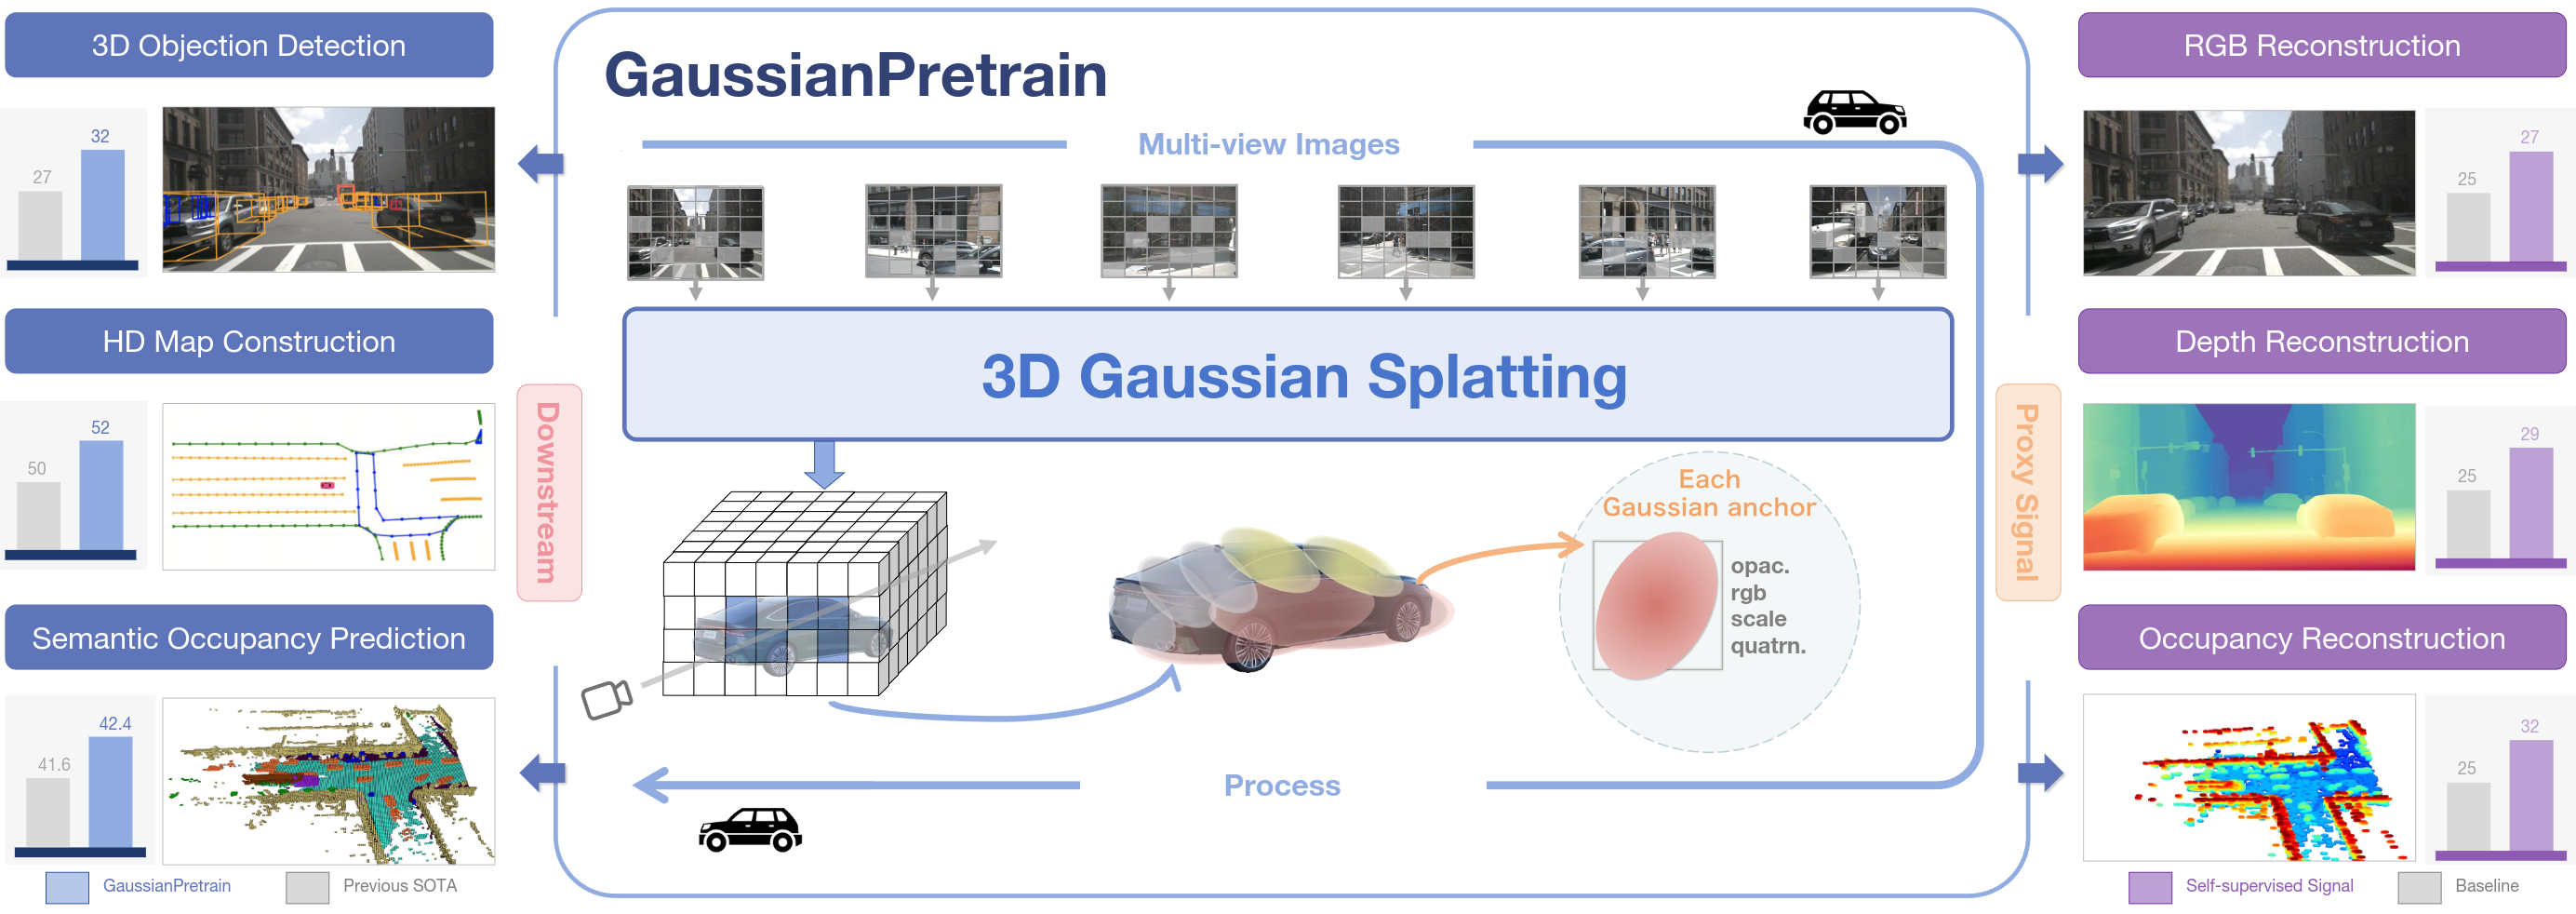 3D Objection Detection
32
27
HD Map Construction
52
50
Semantic Occupancy Prediction
42.4
41.6
GaussianPretrain
Previous SOTA
Downstream
GaussianPretrain
Multi-view Images
3D Gaussian Splatting
Each
Gaussian anchor
opac.
rgb
scale
quatrn.
Process
Proxy Signal
RGB Reconstruction
27
25
Depth Reconstruction
29
25
Occupancy Reconstruction
32
25
Self-supervised Signal
Baseline